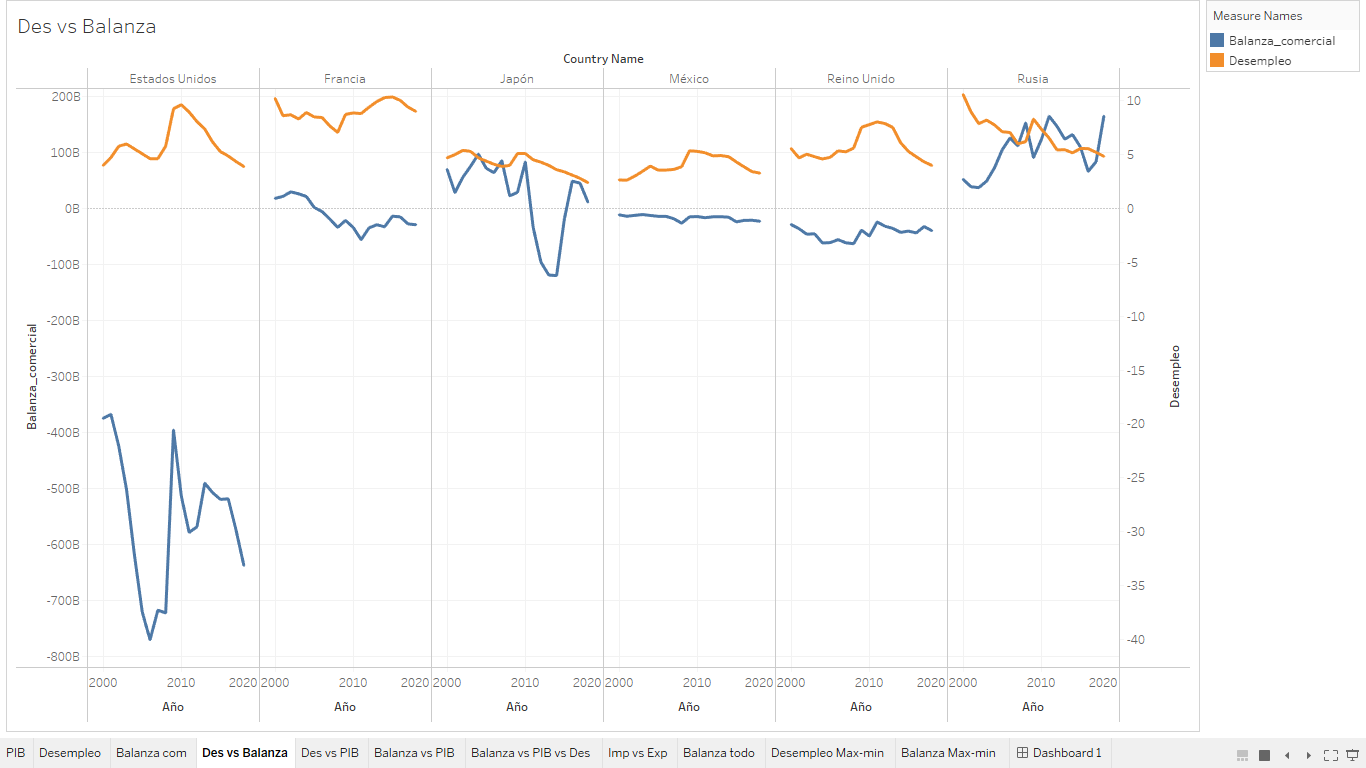 Des vs Balanza
Measure Names
Balanza_comercial
Desempleo
Country Name
Estados Unidos Francia Japón México Reino Unido Rusia
200B
100B
0B
-100B
-200B
-300B
-400B
-500B
-600B
-700B
-800B
Balanza_comercial
10
5
0
-5
-10
-15
-20
-25
-30
-35
-40
Desempleo
2000 2010 2020 2000 2010 2020 2000 2010 2020 2000 2010 2020 2000 2010 2020 2000 2010 2020
Año Año Año Año Año Año
PIB Desempleo Balanza com Des vs Balanza Des vs PIB Balanza vs PIB Balanza vs PIB vs Des Imp vs Exp Balanza todo Desempleo Max-min Balanza Max-min Dashboard 1